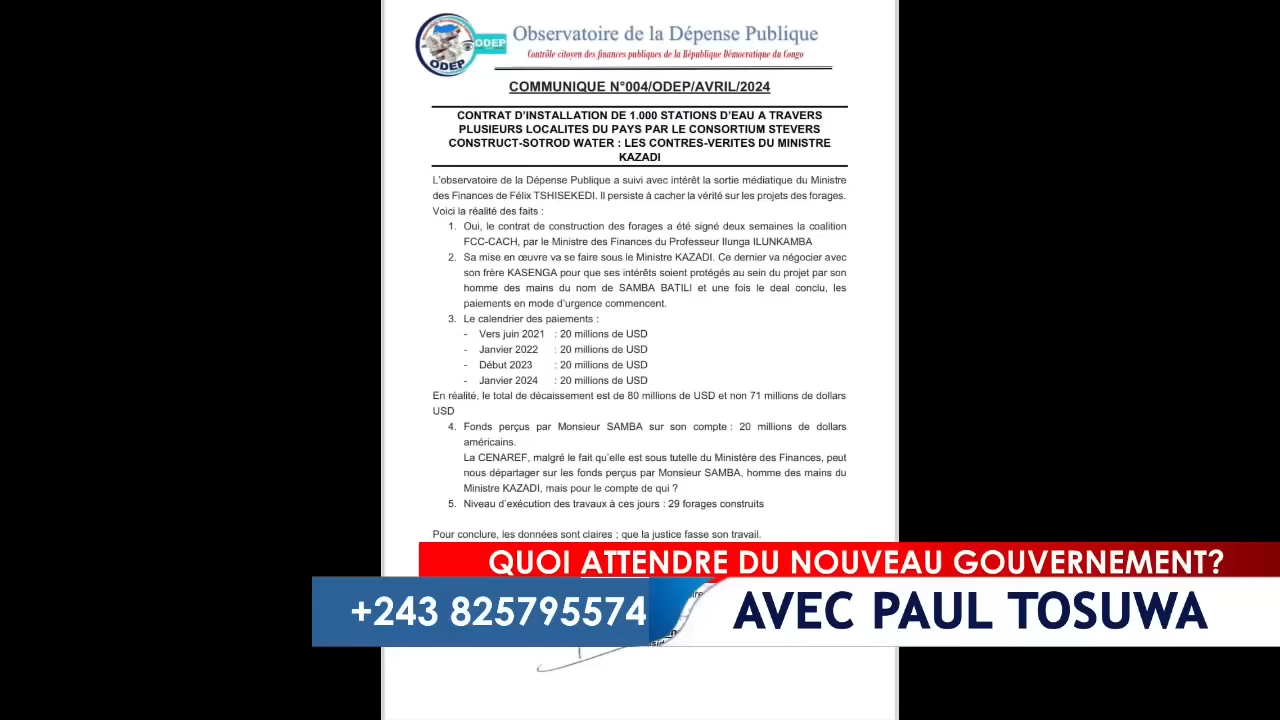 ODEP
ODEP
Observatoire de la Dépense Publique
Contrôle citoyen des finances publiques de la République Démocratique du Congo
COMMUNIQUE N°004/ODEP/AVRIL/2024
CONTRAT D'INSTALLATION DE 1.000 STATIONS D'EAU A TRAVERS
PLUSIEURS LOCALITES DU PAYS PAR LE CONSORTIUM STEVERS
CONSTRUCT-SOTROD WATER : LES CONTRES-VERITES DU MINISTRE
KAZADI
L'observatoire de la Dépense Publique a suivi avec intérêt la sortie médiatique du Ministre
des Finances de Félix TSHISEKEDI. Il persiste à cacher la vérité sur les projets des forages.
Voici la réalité des faits :
1. Oui, le contrat de construction des forages a été signé deux semaines la coalition
FCC-CACH, par le Ministre des Finances du Professeur Ilunga ILUNKAMBA
2. Sa mise en œuvre va se faire sous le Ministre KAZADI. Ce dernier va négocier avec
son frère KASENGA pour que ses intérêts soient protégés au sein du projet par son
homme des mains du nom de SAMBA BATILI et une fois le deal conclu, les
paiements en mode d'urgence commencent.
3. Le calendrier des paiements :
- Vers juin 2021 : 20 millions de USD
- Janvier 2022 : 20 millions de USD
- Début 2023 : 20 millions de USD
- Janvier 2024 : 20 millions de USD
En réalité, le total de décaissement est de 80 millions de USD et non 71 millions de dollars
USD
4. Fonds perçus par Monsieur SAMBA sur son compte : 20 millions de dollars
américains.
La CENAREF, malgré le fait qu'elle est sous tutelle du Ministère des Finances, peut
nous départager sur les fonds perçus par Monsieur SAMBA, homme des mains du
Ministre KAZADI, mais pour le compte de qui ?
5. Niveau d'exécution des travaux à ces jours : 29 forages construits
Pour conclure, les données sont claires ; que la justice fasse son travail.
QUOI ATTENDRE DU NOUVEAU GOUVERNEMENT?
+243 825795574
AVEC PAUL TOSUWA